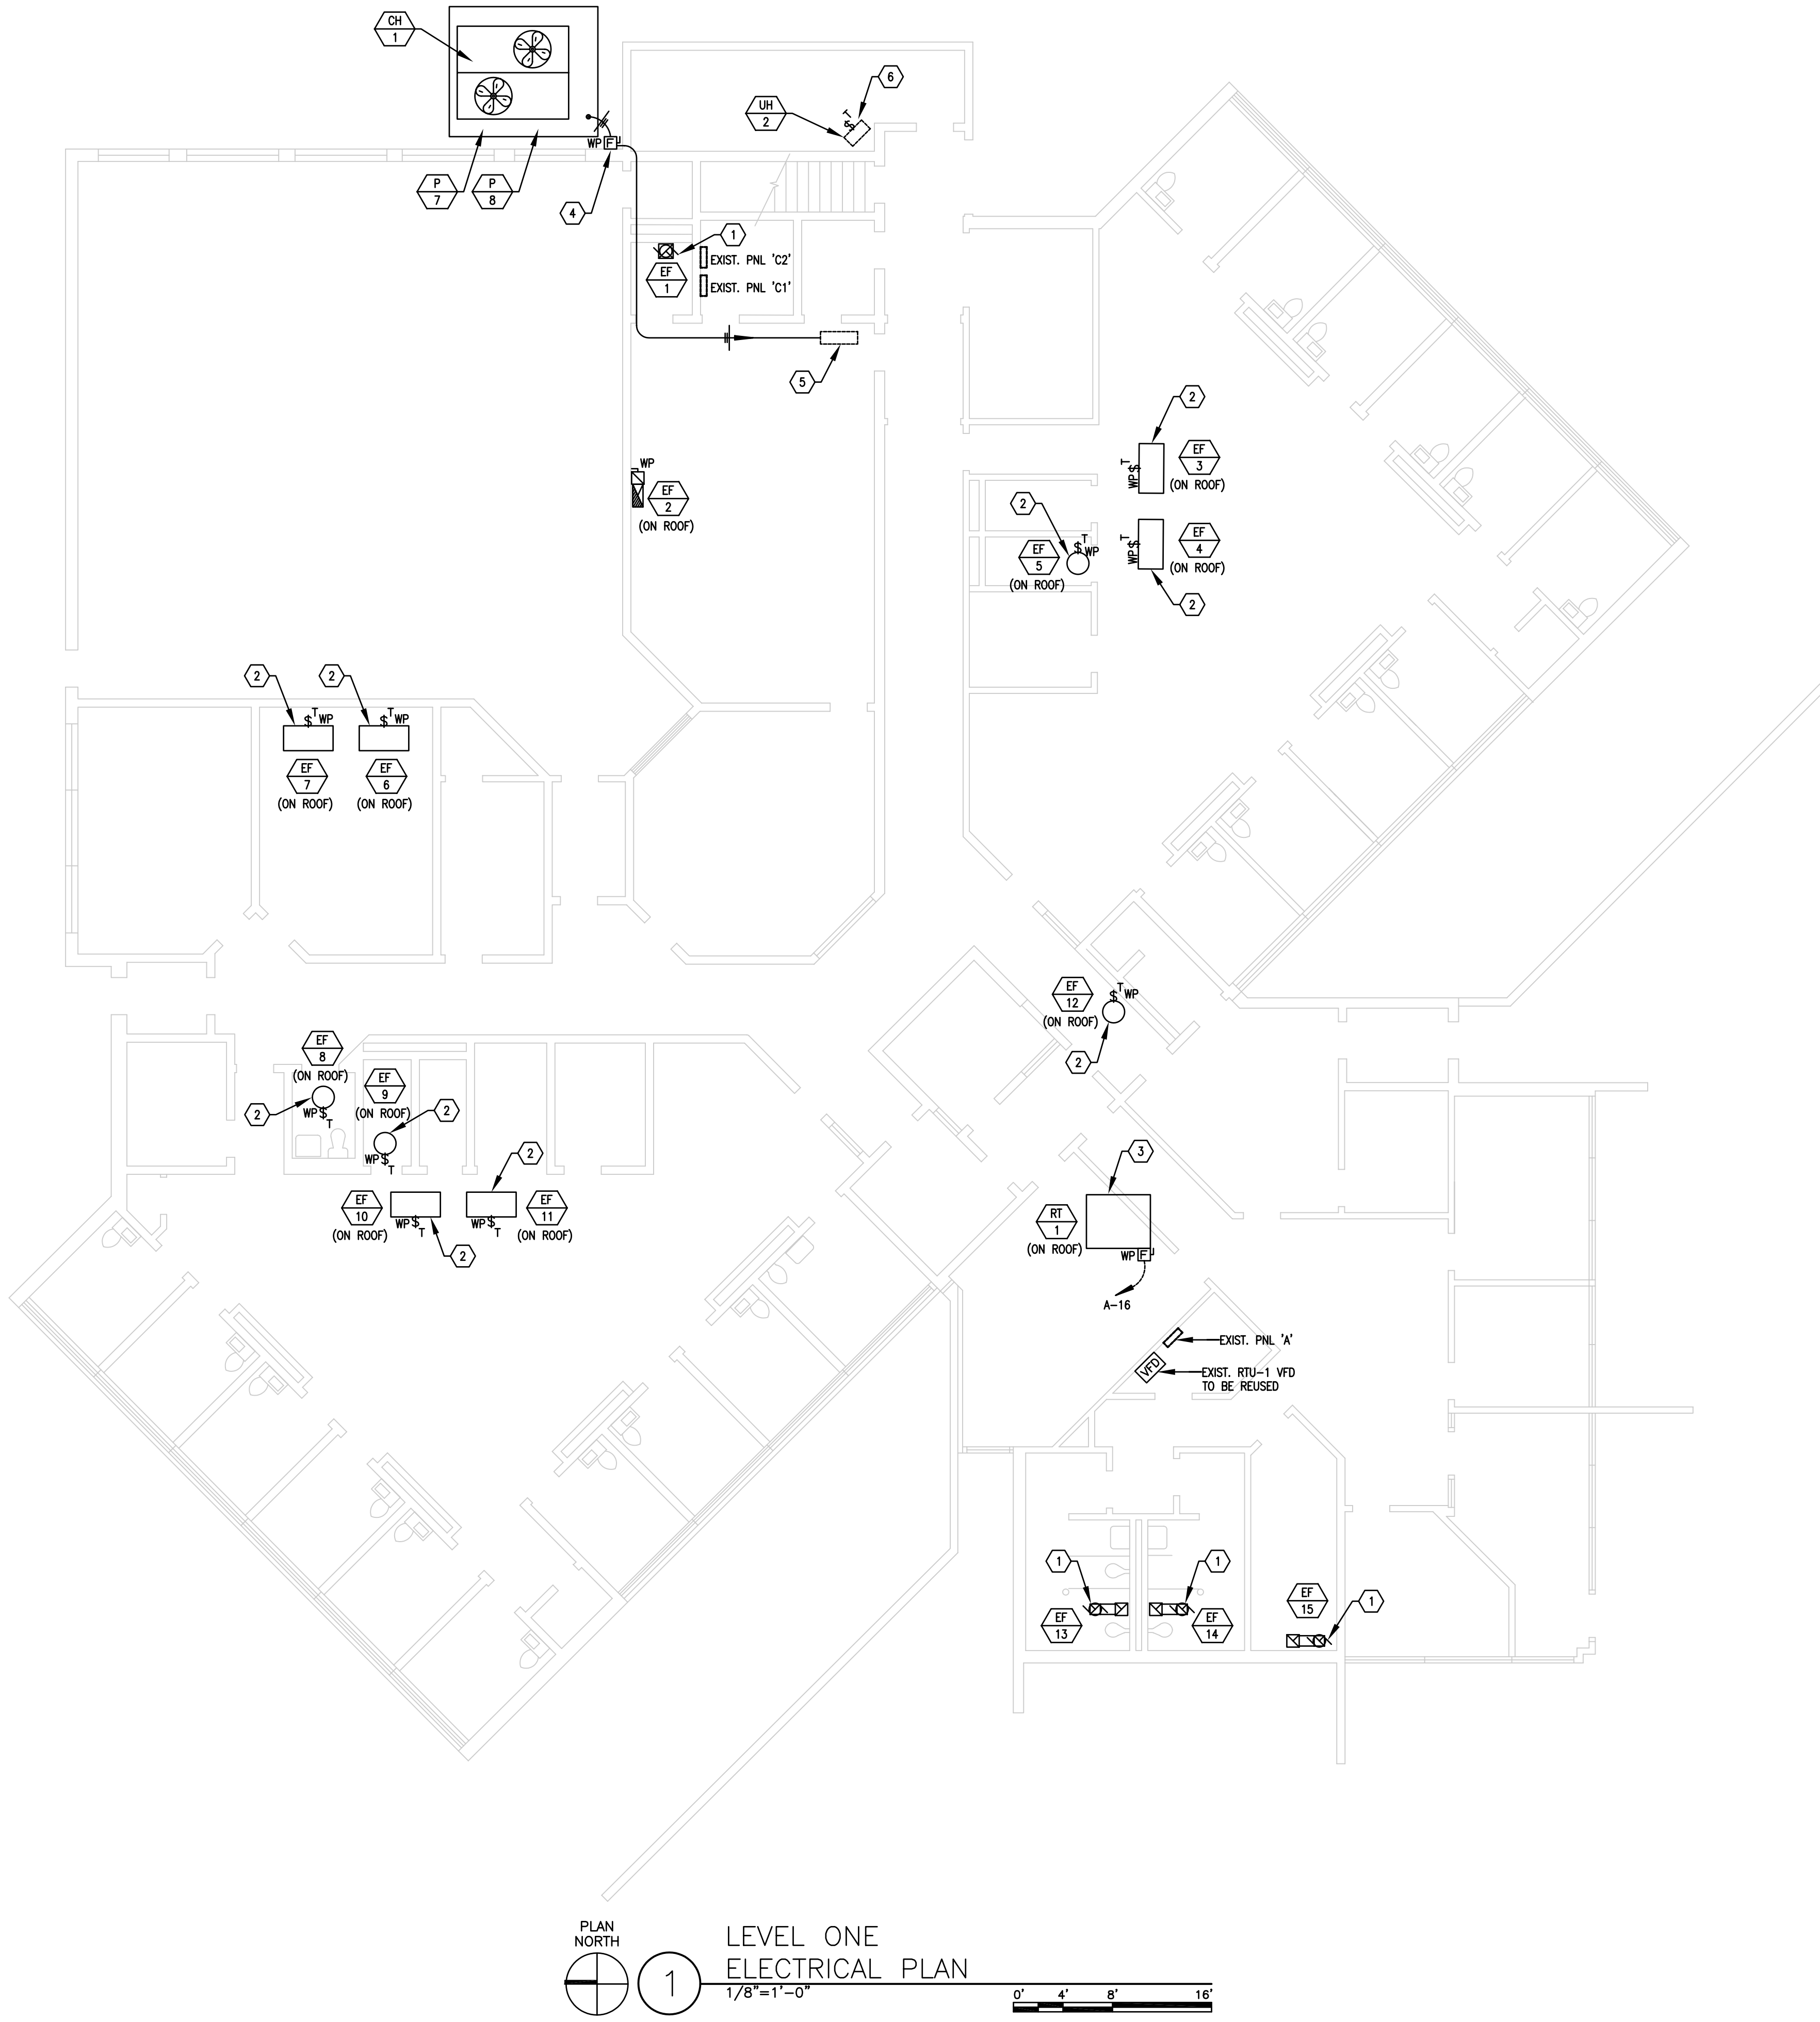 CH
1
6
UH
2
T
$
WP F
P
7
P
8
4
1
EXIST. PNL 'C2'
EF
1
EXIST. PNL 'C1'
5
2
WP
EF
2
(ON ROOF)
EF
3
(ON ROOF)
WP$T
2
EF
5
(ON ROOF)
$T
WP
EF
4
(ON ROOF)
WP$T
2
2
2
$T WP
$T WP
EF
7
(ON ROOF)
EF
6
(ON ROOF)
EF
12
(ON ROOF)
$T WP
2
EF
8
(ON ROOF)
EF
9
(ON ROOF)
2
WP$
T
2
WP$
T
2
3
EF
10
(ON ROOF)
WP$
T
WP$
T
EF
11
(ON ROOF)
2
RT
1
(ON ROOF)
WP F
A-16
EXIST. PNL 'A'
VFD
EXIST. RTU-1 VFD
TO BE REUSED
1
1
EF
13
EF
14
EF
15
1
PLAN
NORTH
1
LEVEL ONE
ELECTRICAL PLAN
1/8"=1'-0"
0' 4' 8' 16'